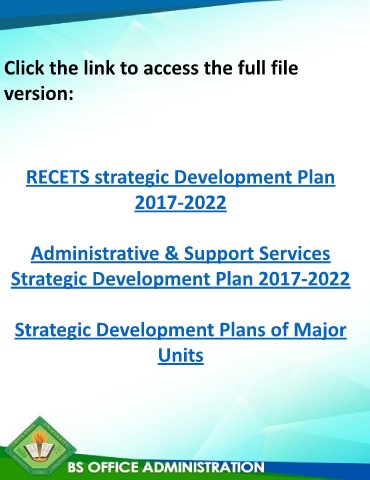 Click the link to access the full file
version:
RECETS strategic Development Plan
2017-2022
Administrative & Support Services
Strategic Development Plan 2017-2022
Strategic Development Plans of Major
Units
BS OFFICE ADMINISTRATION